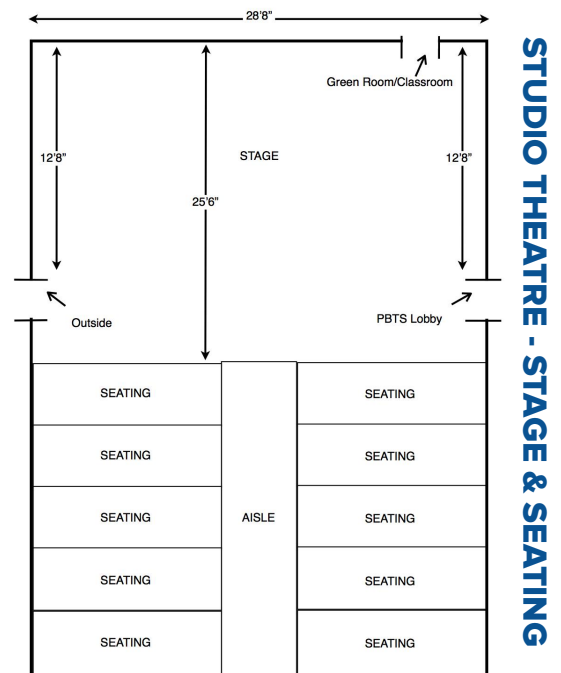 28'8”
Green Room/Classroom
12'8”
STAGE
12'8”
25'6”
Outside
PBTS Lobby
SEATING
SEATING
SEATING
SEATING
SEATING
AISLE
SEATING
SEATING
SEATING
SEATING
SEATING
STUDIO THEATRE - STAGE & SEATING